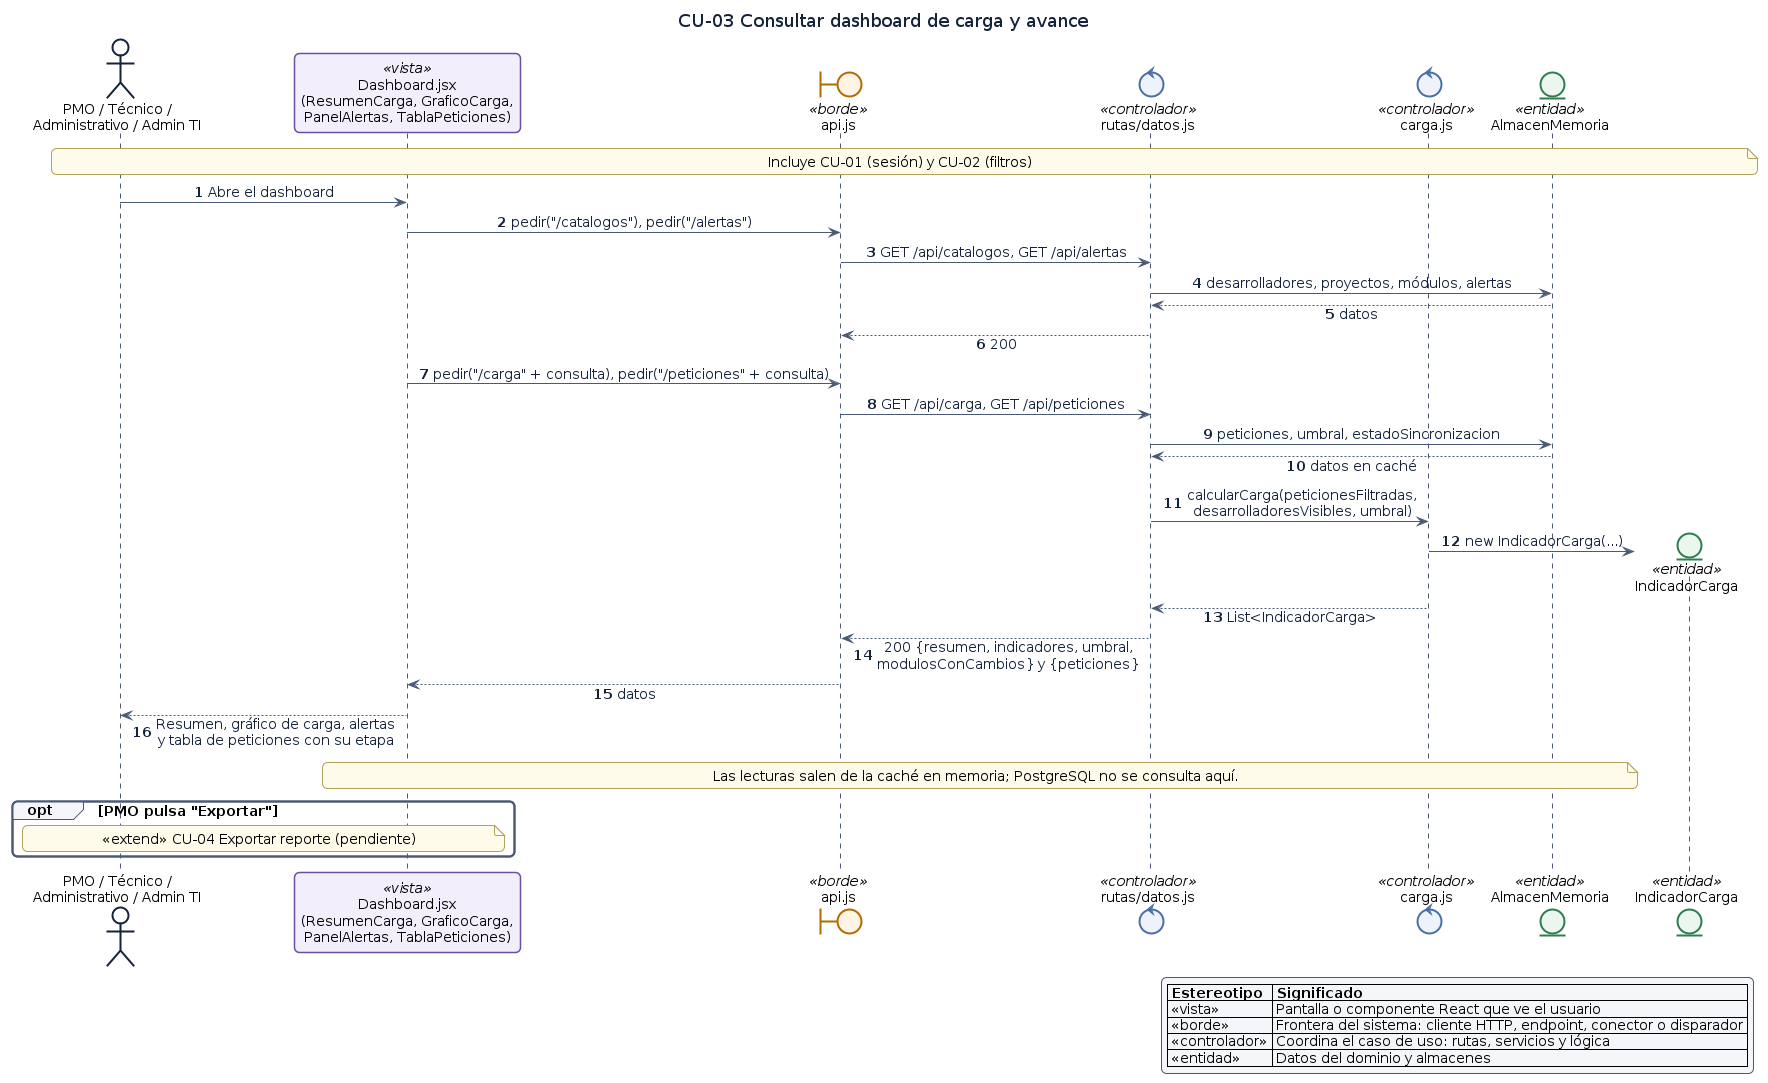 CU-03 Consultar dashboard de carga y avance
PMO / Técnico /
Administrativo / Admin TI
«vista»
Dashboard.jsx
(ResumenCarga, GraficoCarga,
PanelAlertas, TablaPeticiones)
«borde»
api.js
«controlador»
rutas/datos.js
«controlador»
carga.js
«entidad»
AlmacenMemoria
Incluye CU-01 (sesión) y CU-02 (filtros)
1 Abre el dashboard
2 pedir("/catalogos"), pedir("/alertas")
3 GET /api/catalogos, GET /api/alertas
4 desarrolladores, proyectos, módulos, alertas
5 datos
6 200
7 pedir("/carga" + consulta), pedir("/peticiones" + consulta)
8 GET /api/carga, GET /api/peticiones
9 peticiones, umbral, estadoSincronizacion
10 datos en caché
11 calcularCarga(peticionesFiltradas,
desarrolladoresVisibles, umbral)
12 new IndicadorCarga(...)
«entidad»
IndicadorCarga
13 List<IndicadorCarga>
14 200 {resumen, indicadores, umbral,
modulosConCambios} y {peticiones}
15 datos
16 Resumen, gráfico de carga, alertas
y tabla de peticiones con su etapa
Las lecturas salen de la caché en memoria; PostgreSQL no se consulta aquí.
opt [PMO pulsa "Exportar"]
«extend» CU-04 Exportar reporte (pendiente)
PMO / Técnico /
Administrativo / Admin TI
«vista»
Dashboard.jsx
(ResumenCarga, GraficoCarga,
PanelAlertas, TablaPeticiones)
«borde»
api.js
«controlador»
rutas/datos.js
«controlador»
carga.js
«entidad»
AlmacenMemoria
«entidad»
IndicadorCarga
Estereotipo Significado
«vista» Pantalla o componente React que ve el usuario
«borde» Frontera del sistema: cliente HTTP, endpoint, conector o disparador
«controlador» Coordina el caso de uso: rutas, servicios y lógica
«entidad» Datos del dominio y almacenes